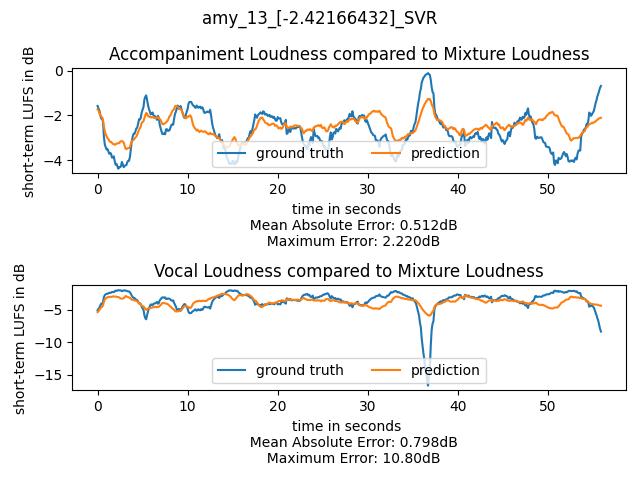 amy_13_[-2.42166432]_SVR
Accompaniment Loudness compared to Mixture Loudness
short-term LUFS in dB
0
−2
−4
ground truth
prediction
0
10
20
30
40
50
time in seconds
Mean Absolute Error: 0.512dB
Maximum Error: 2.220dB
Vocal Loudness compared to Mixture Loudness
short-term LUFS in dB
−5
−10
−15
ground truth
prediction
0
10
20
30
40
50
time in seconds
Mean Absolute Error: 0.798dB
Maximum Error: 10.80dB